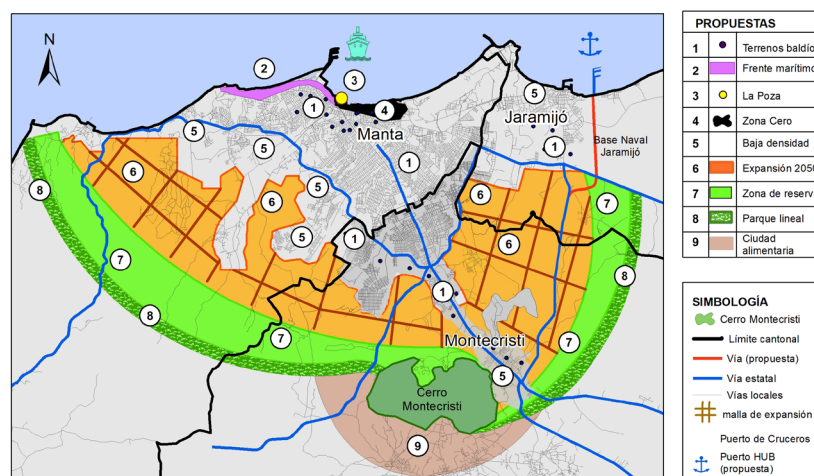 N
2
3
1
4
5
Manta
Jaramijó
Base Naval
Jaramijó
5
5
1
1
8
6
6
5
6
7
5
1
6
8
7
1
8
7
Montecristi
7
5
Cerro
Montecristi
9
PROPUESTAS
1 Terrenos baldío
2 Frente marítimo
3 La Poza
4 Zona Cero
5 Baja densidad
6 Expansión 2050
7 Zona de reserva
8 Parque lineal
9 Ciudad
alimentaria
SIMBOLOGÍA
Cerro Montecristi
Límite cantonal
Vía (propuesta)
Vía estatal
Vías locales
malla de expansión
Puerto de Cruceros
Puerto HUB
(propuesta)